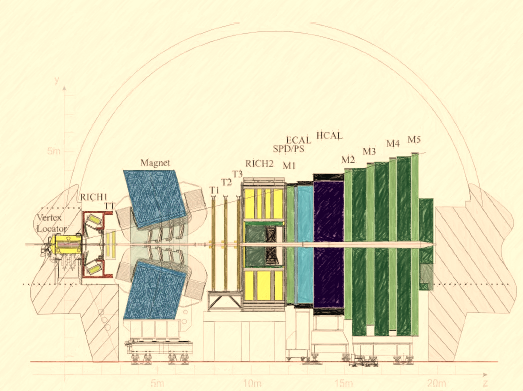 y
5m
Vertex
Locator
RICH1
TT
Magnet
T1
T2
T3
RICH2
SPD/PS
ECAL
HCAL
M1
M2
M3
M4
M5
5m
10m
15m
20m
z